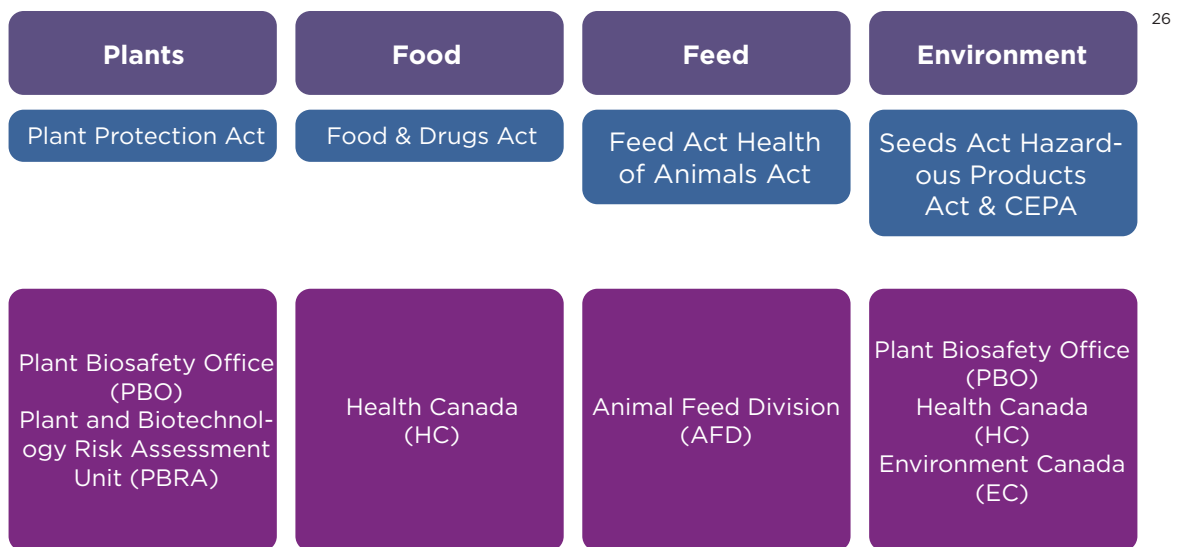 26
Plants
Food
Feed
Environment
Plant Protection Act
Food & Drugs Act
Feed Act Health
of Animals Act
Seeds Act Hazard-
ous Products
Act & CEPA
Plant Biosafety Office
(PBO)
Plant and Biotechnol-
ogy Risk Assessment
Unit (PBRA)
Health Canada
(HC)
Animal Feed Division
(AFD)
Plant Biosafety Office
(PBO)
Health Canada
(HC)
Environment Canada
(EC)